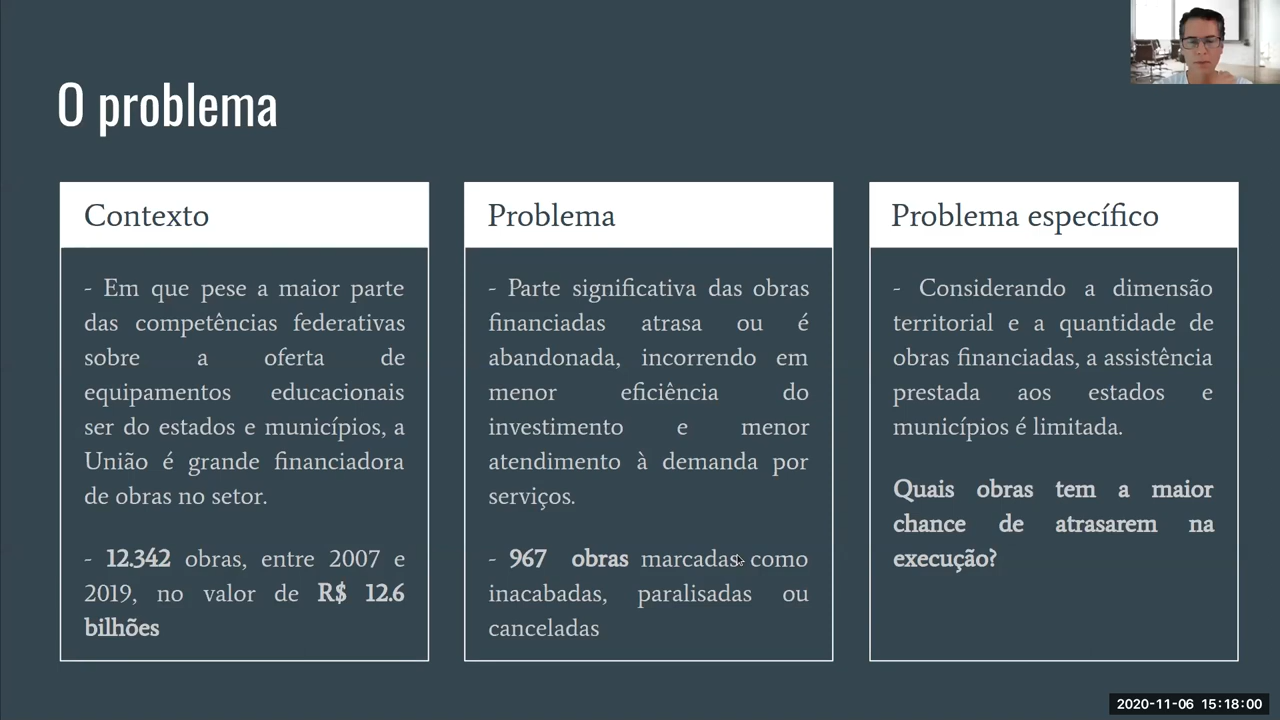 O problema
Contexto
- Em que pese a maior parte
das competências federativas
sobre a oferta de
equipamentos educacionais
ser do estados e municípios, a
União é grande financiadora
de obras no setor.
- 12.342 obras, entre 2007 e
2019, no valor de R$ 12.6
bilhões
Problema
- Parte significativa das obras
financiadas atrasa ou é
abandonada, incorrendo em
menor eficiência do
investimento e menor
atendimento à demanda por
serviços.
- 967 obras marcadas como
inacabadas, paralisadas ou
canceladas
Problema específico
- Considerando a dimensão
territorial e a quantidade de
obras financiadas, a assistência
prestada aos estados e
municípios é limitada.
Quais obras tem a maior
chance de atrasarem na
execução?
2020-11-06 15:18:00